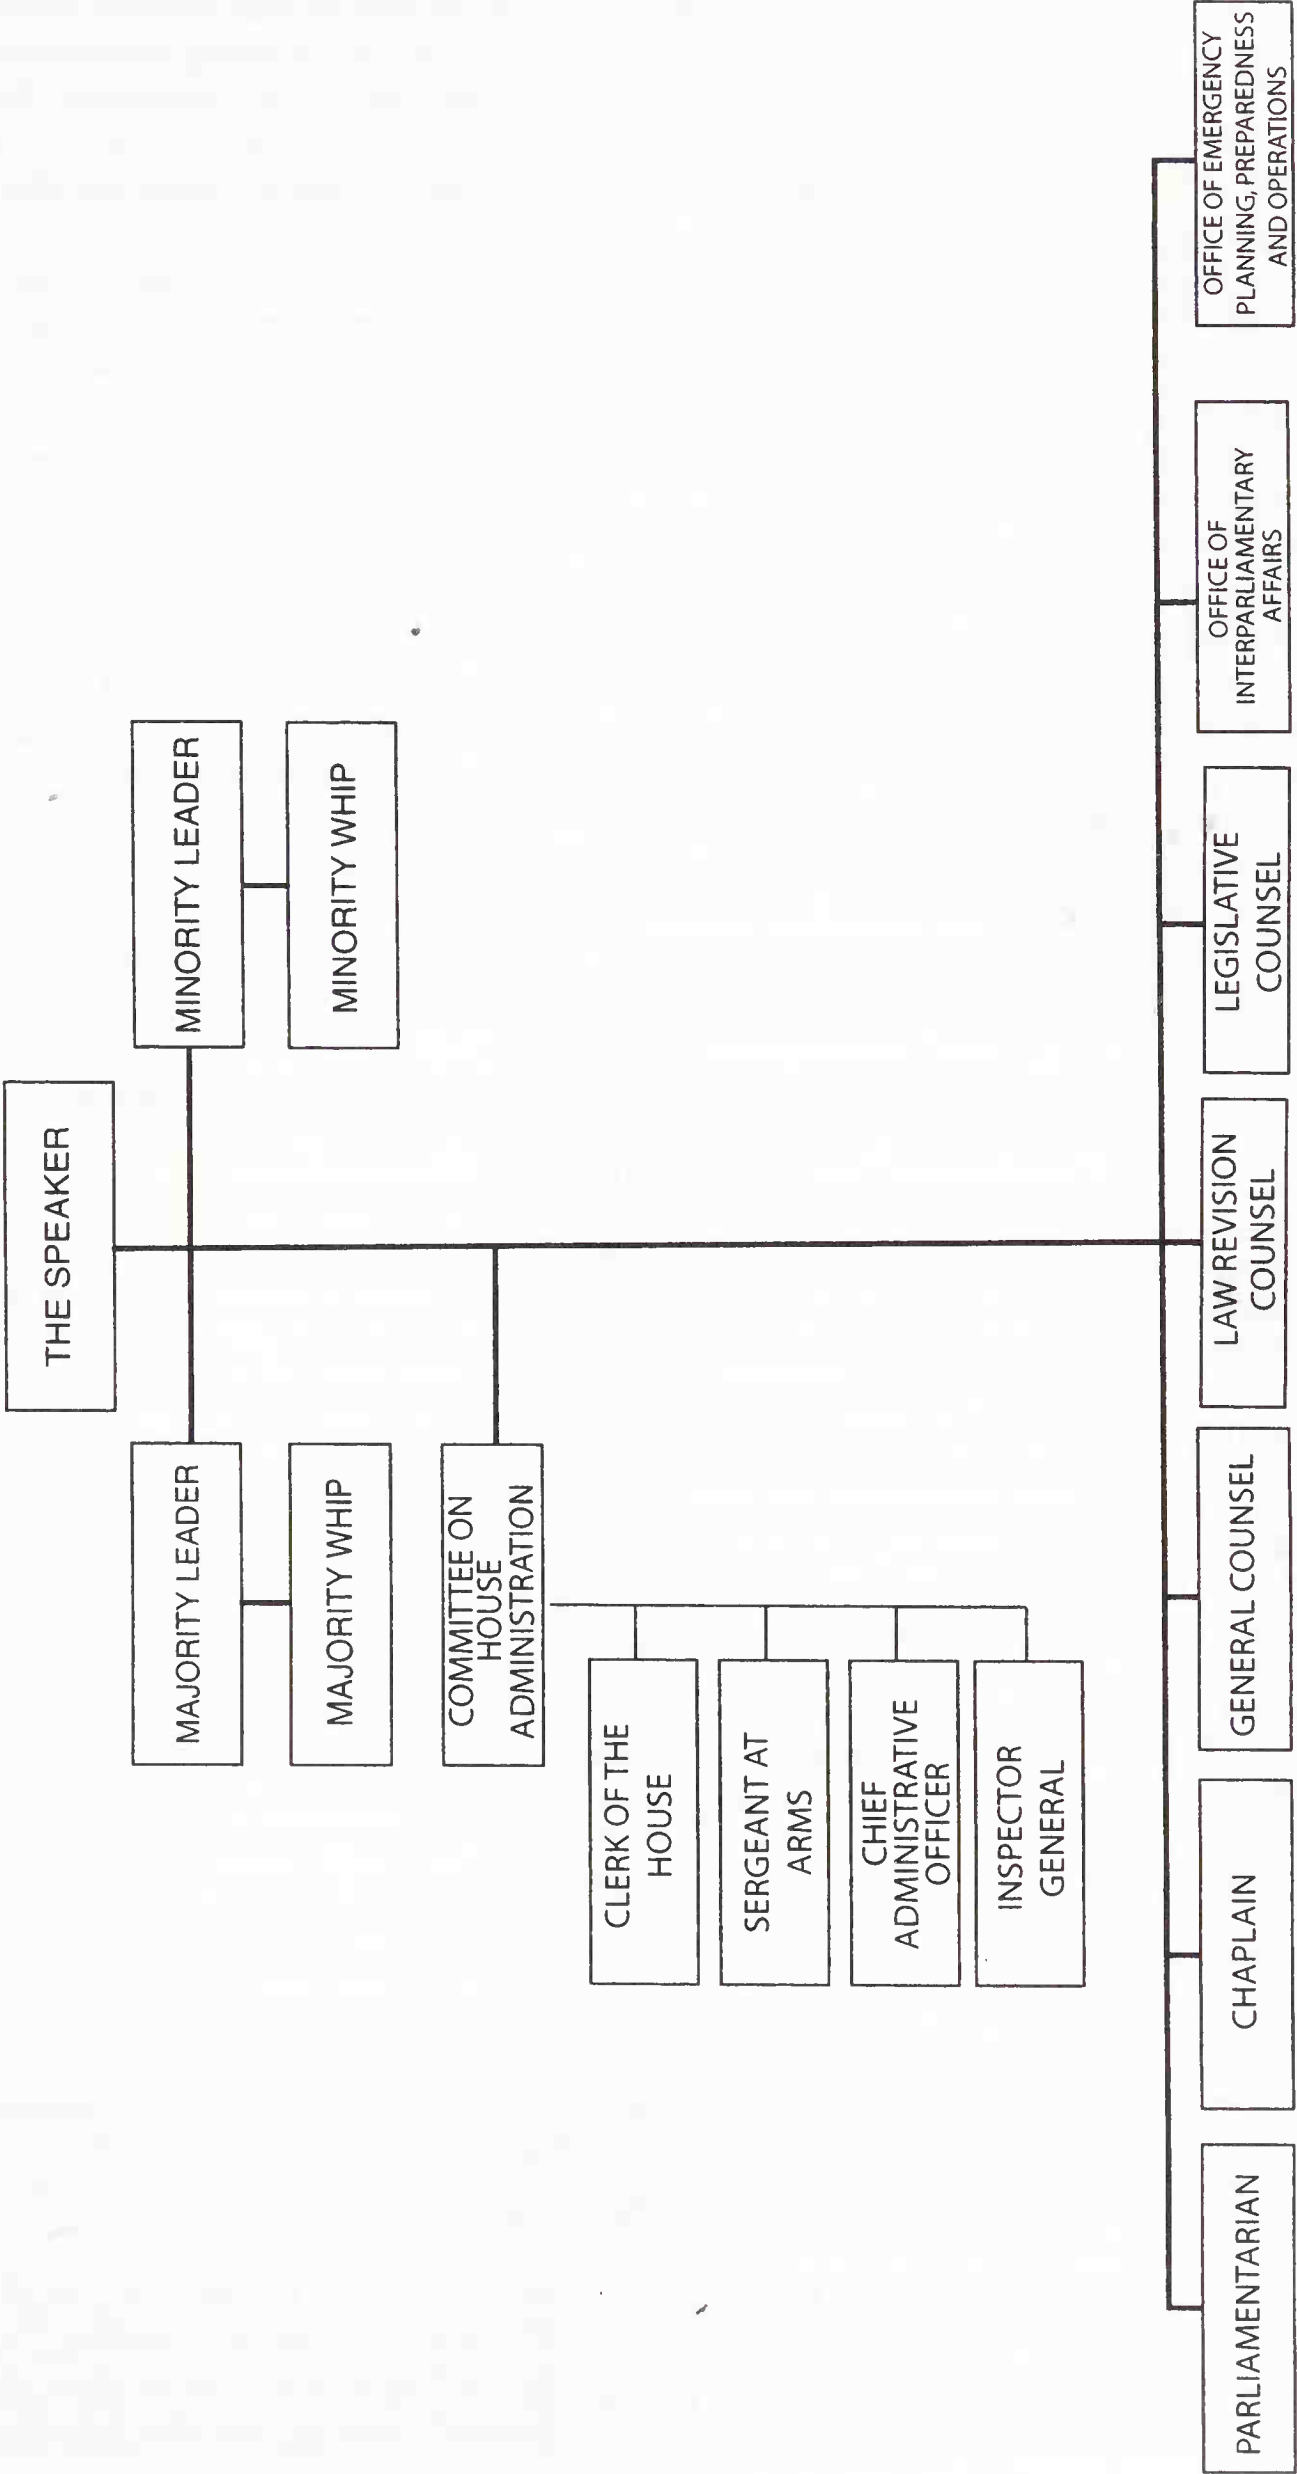 THE SPEAKER
MAJORITY LEADER
MINORITY LEADER
MAJORITY WHIP
MINORITY WHIP
COMMITTEE ON
HOUSE
ADMINISTRATION
CLERK OF THE
HOUSE
SERGEANT AT
ARMS
CHIEF
ADMINISTRATIVE
OFFICER
INSPECTOR
GENERAL
PARLIAMENTARIAN
CHAPLAIN
GENERAL COUNSEL
LAW REVISION
COUNSEL
LEGISLATIVE
COUNSEL
OFFICE OF
INTERPARLIAMENTARY
AFFAIRS
OFFICE OF EMERGENCY
PLANNING, PREPAREDNESS
AND OPERATIONS